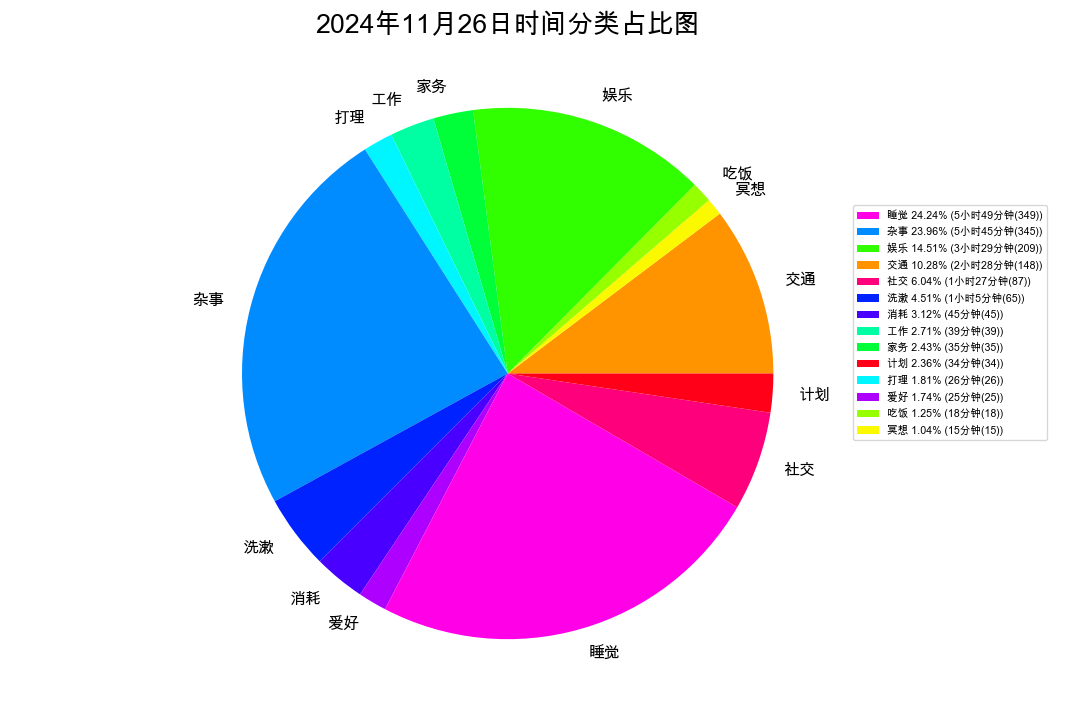 2024年11月26日时间分类占比图
家务
娱乐
工作
打理
吃饭
冥想
交通
杂事
计划
社交
洗漱
消耗
爱好
睡觉
睡觉 24.24% (5小时49分钟(349))
杂事 23.96% (5小时45分钟(345))
娱乐 14.51% (3小时29分钟(209))
交通 10.28% (2小时28分钟(148))
社交 6.04% (1小时27分钟(87))
洗漱 4.51% (1小时5分钟(65))
消耗 3.12% (45分钟(45))
工作 2.71% (39分钟(39))
家务 2.43% (35分钟(35))
计划 2.36% (34分钟(34))
打理 1.81% (26分钟(26))
爱好 1.74% (25分钟(25))
吃饭 1.25% (18分钟(18))
冥想 1.04% (15分钟(15))